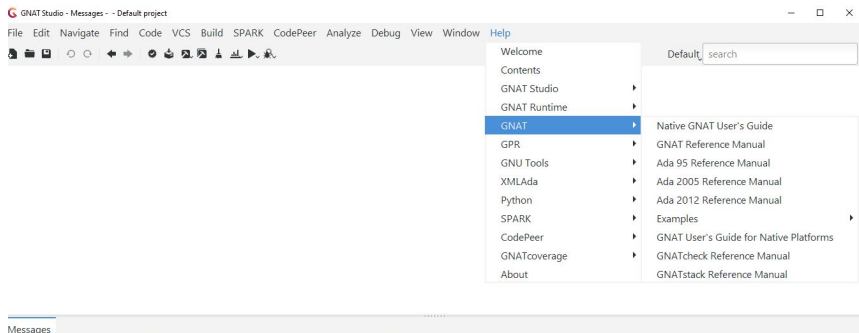 GNAT Studio - Messages - - Default project
File Edit Navigate Find Code VCS Build SPARK CodePeer Analyze Debug View Window Help
Default search
Welcome
Contents
GNAT Studio
GNAT Runtime
GNAT
GPR
GNU Tools
XMLAda
Python
SPARK
CodePeer
GNATcoverage
About
Native GNAT User's Guide
GNAT Reference Manual
Ada 95 Reference Manual
Ada 2005 Reference Manual
Ada 2012 Reference Manual
Examples
GNAT User's Guide for Native Platforms
GNATcheck Reference Manual
GNATstack Reference Manual
Messages